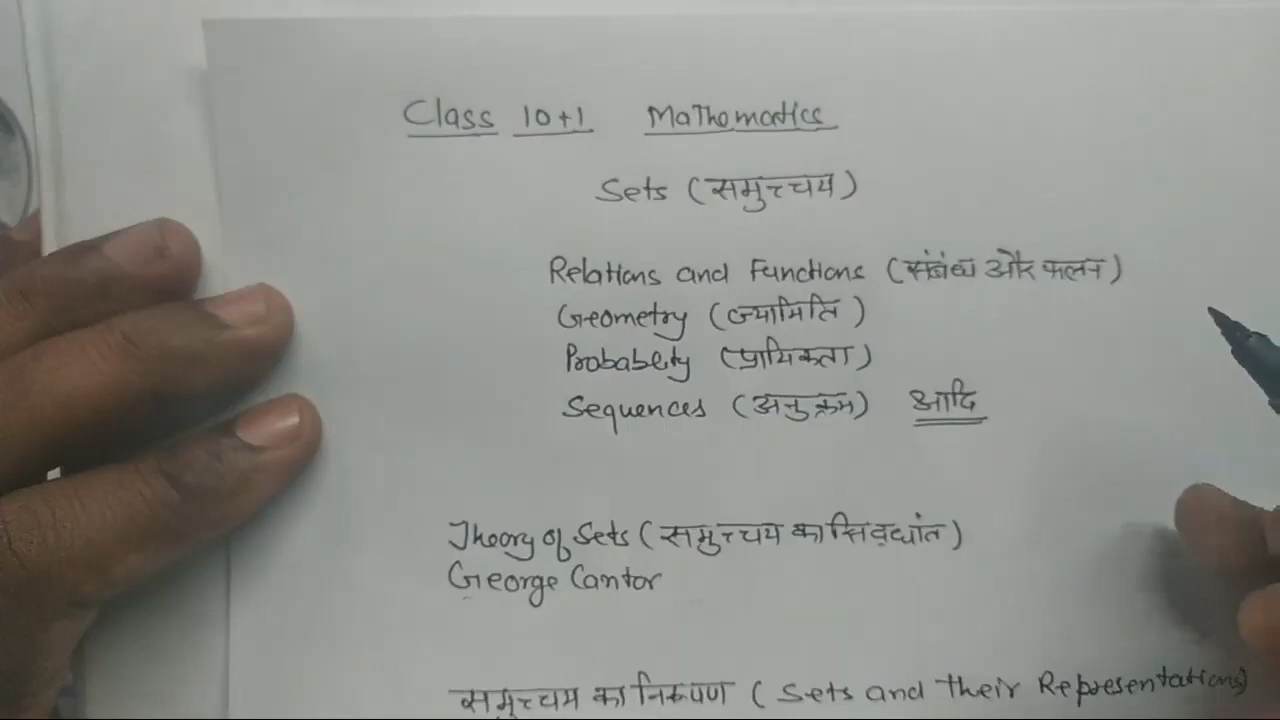 Class 10+1 Mathematics
Sets (समुच्चय)
Relations and Functions (संबंध और फलन)
Geometry (ज्यामिति)
Probabelity (प्रायिकता)
Sequences (अनुक्रम) आदि
Theory of Sets (समुच्चय का सिद्धांत)
George Cantor
समुच्चय का निरूपण ( Sets and their Representations)